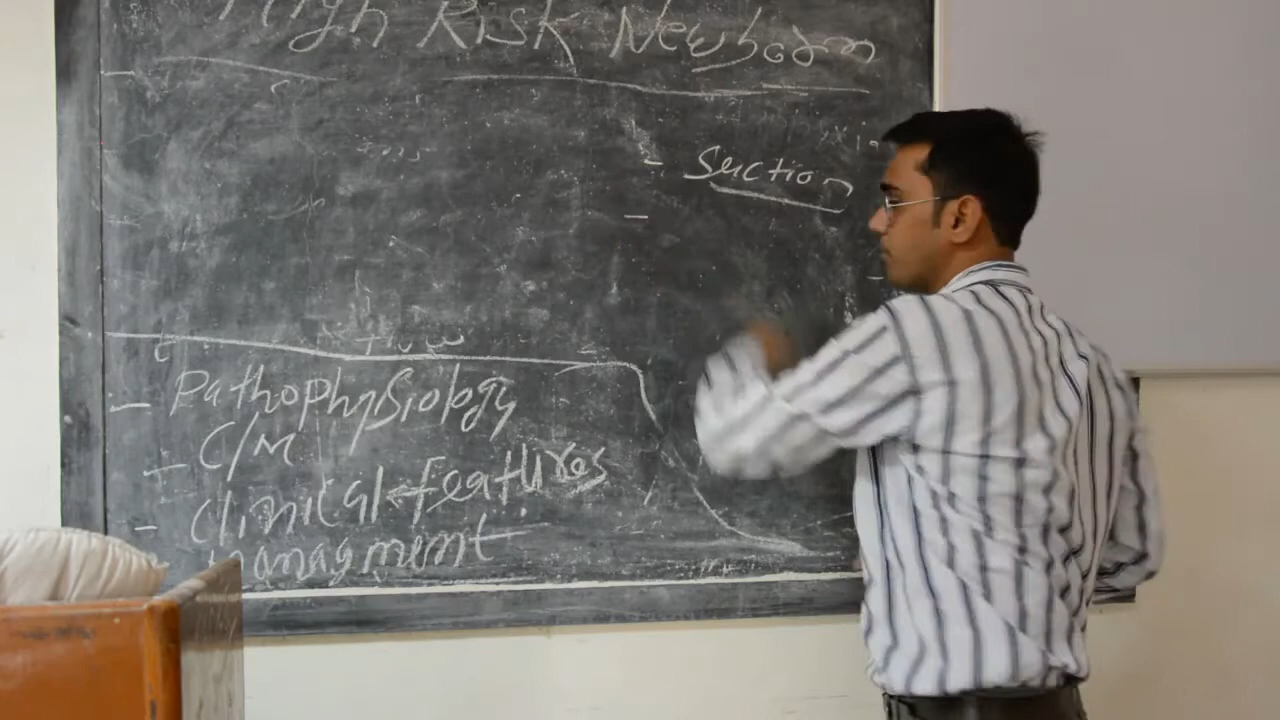 High Risk Newborn
Suction
- Pathophysiology
- C/M
- Clinical features
managment